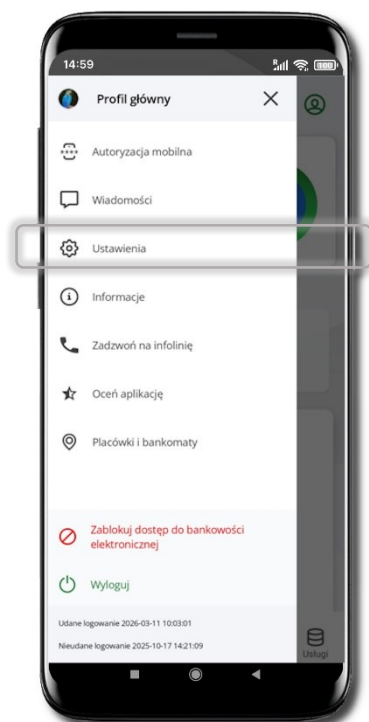 14:59
Profil główny
Autoryzacja mobilna
Wiadomości
Ustawienia
Informacje
Zadzwoń na infolinię
Oceń aplikację
Placówki i bankomaty
Zablokuj dostęp do bankowości
elektronicznej
Wyloguj
Udane logowanie 2026-03-11 10:03:01
Nieudane logowanie 2025-10-17 14:21:09
Usługi